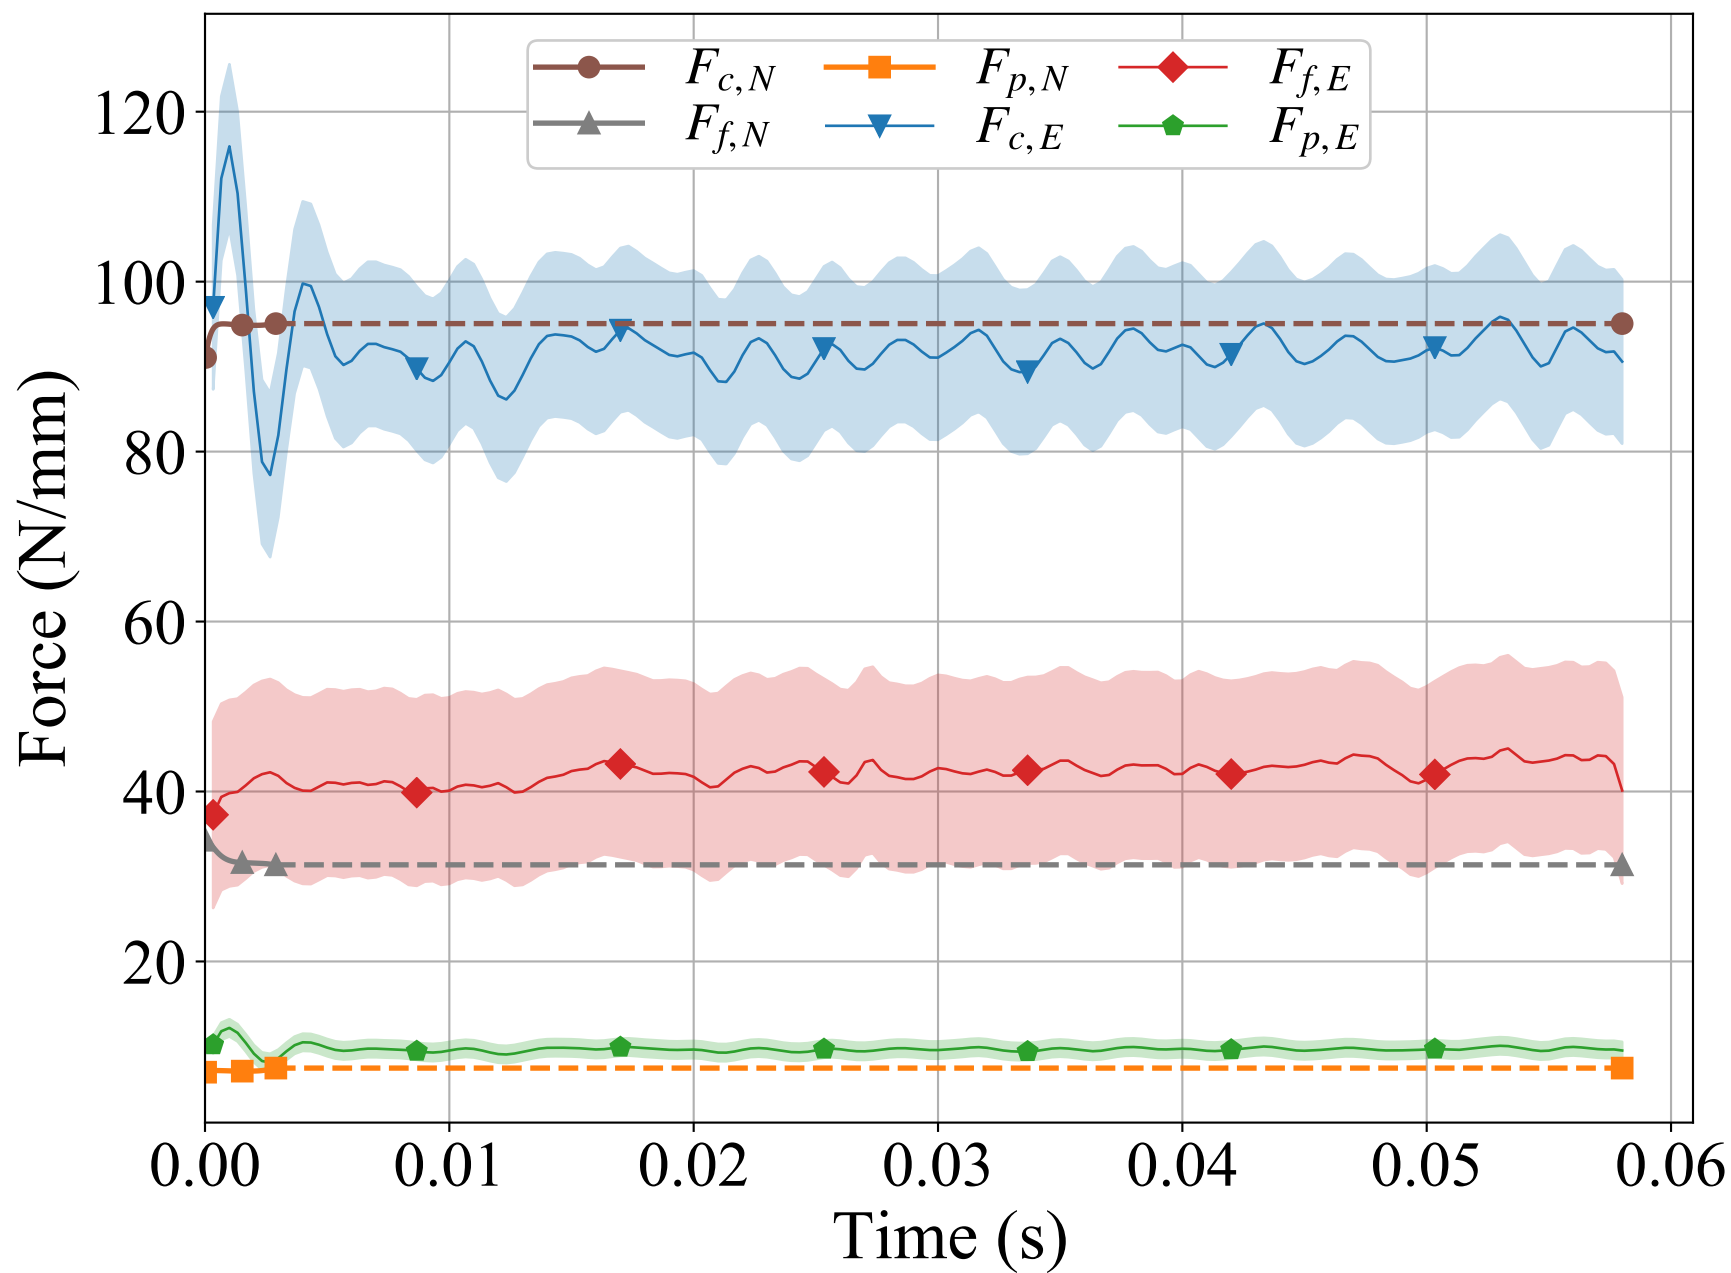 F_{c,N} F_{p,N} F_{f,E}
F_{f,N} F_{c,E} F_{p,E}
120
100
80
60
40
20
Force (N/mm)
0.00 0.01 0.02 0.03 0.04 0.05 0.06
Time (s)